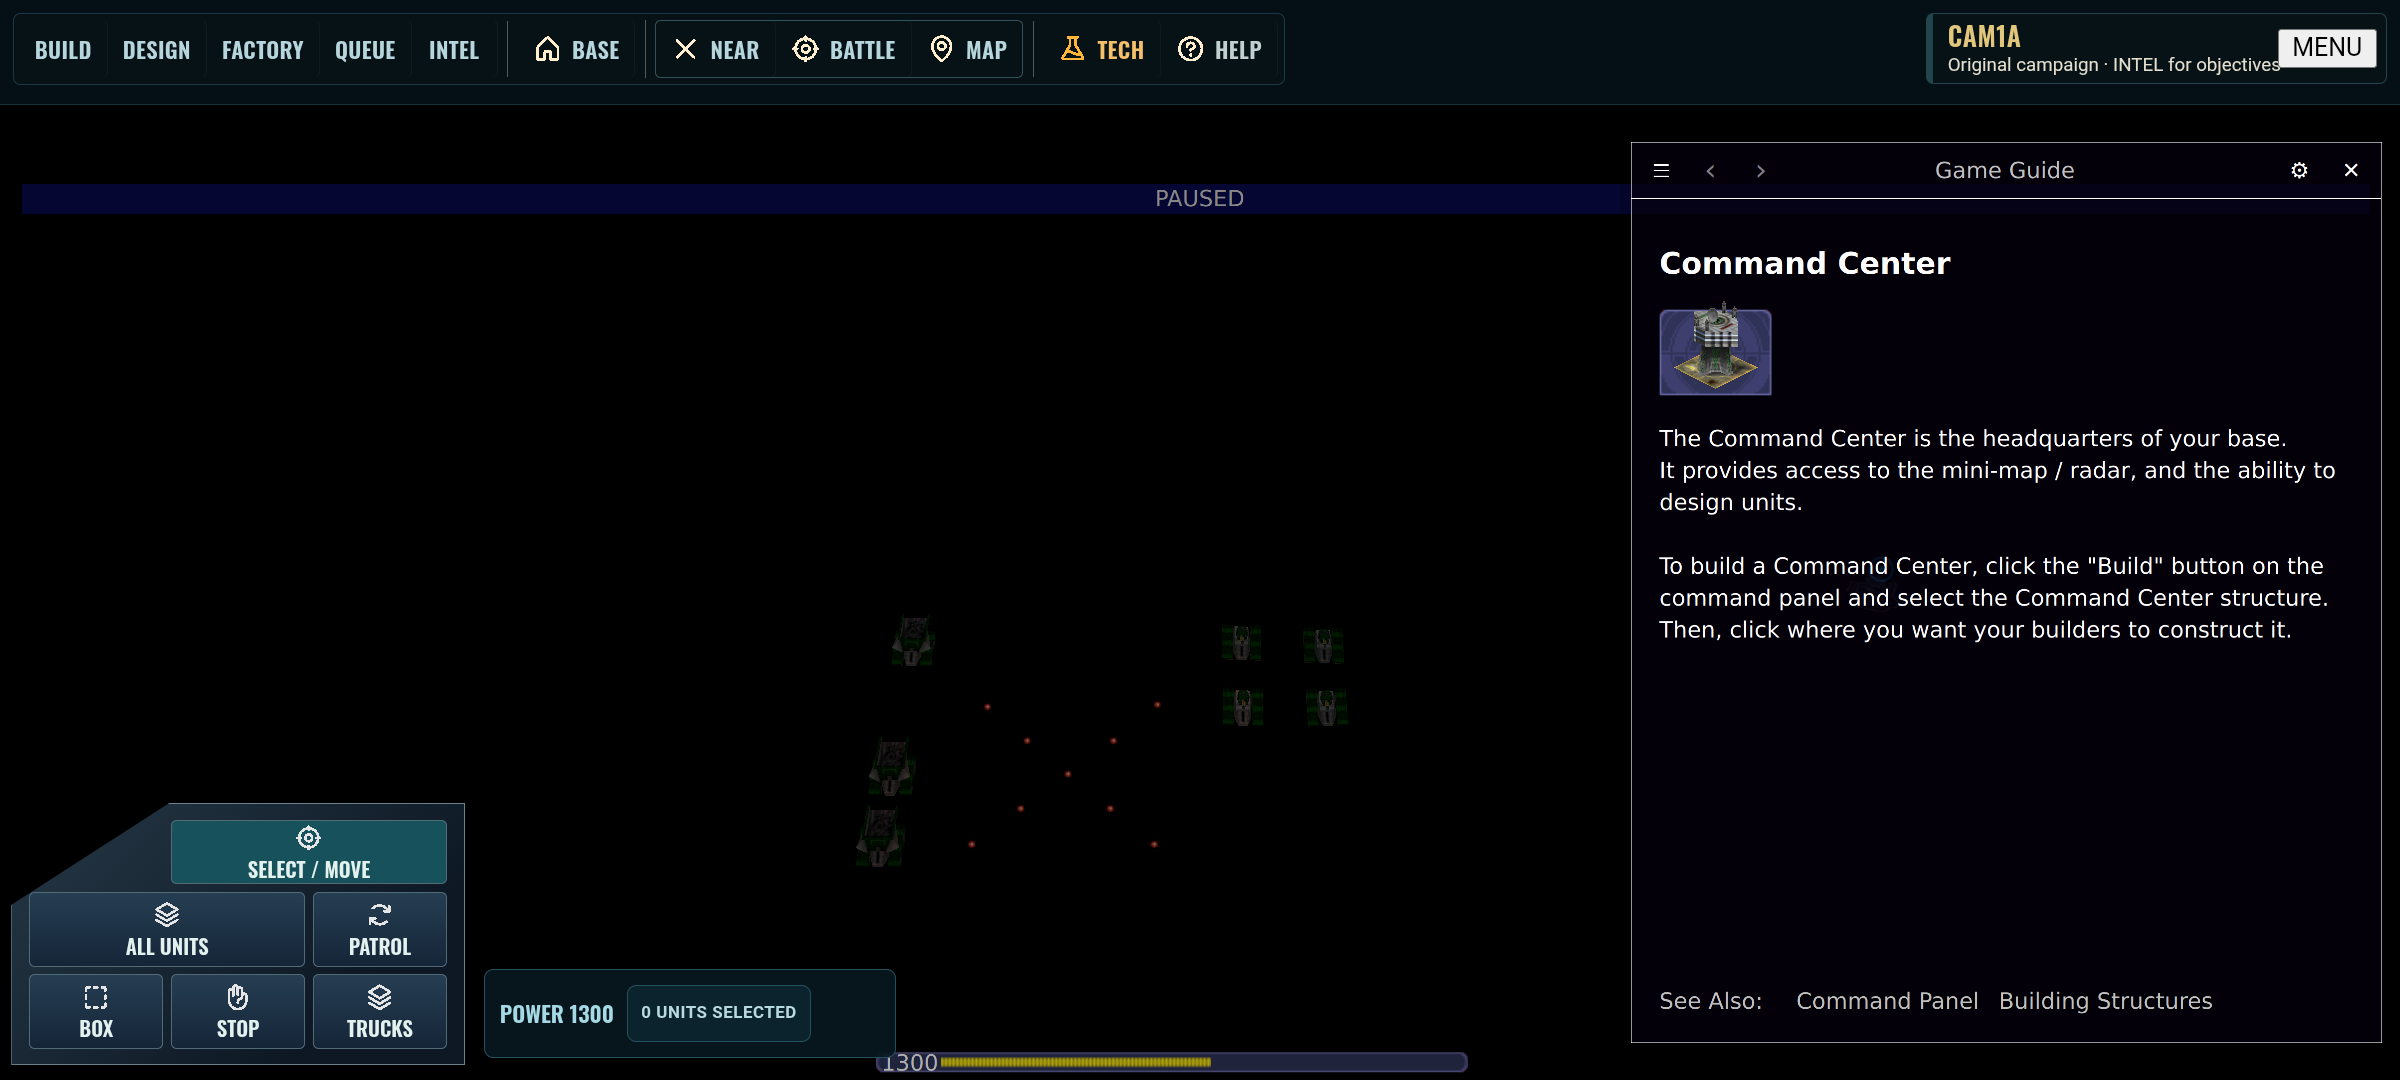 BUILD DESIGN FACTORY QUEUE INTEL BASE NEAR BATTLE MAP TECH HELP
CAM1A
Original campaign · INTEL for objectives
MENU
PAUSED
Game Guide
Command Center
The Command Center is the headquarters of your base.
It provides access to the mini-map / radar, and the ability to
design units.
To build a Command Center, click the "Build" button on the
command panel and select the Command Center structure.
Then, click where you want your builders to construct it.
See Also: Command Panel Building Structures
SELECT / MOVE
ALL UNITS PATROL
BOX STOP TRUCKS
POWER 1300 0 UNITS SELECTED
1300